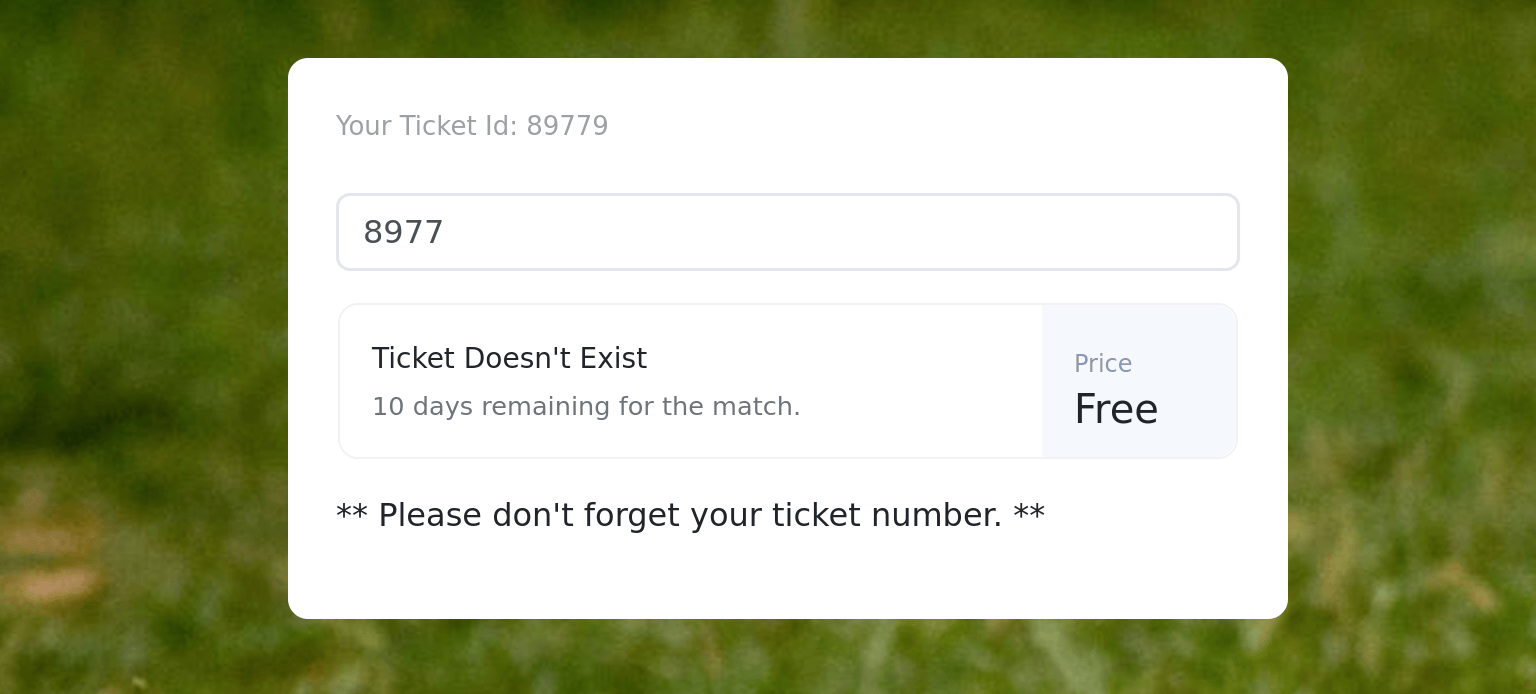 Your Ticket Id: 89779
8977
Ticket Doesn't Exist
10 days remaining for the match.
Price
Free
** Please don't forget your ticket number. **